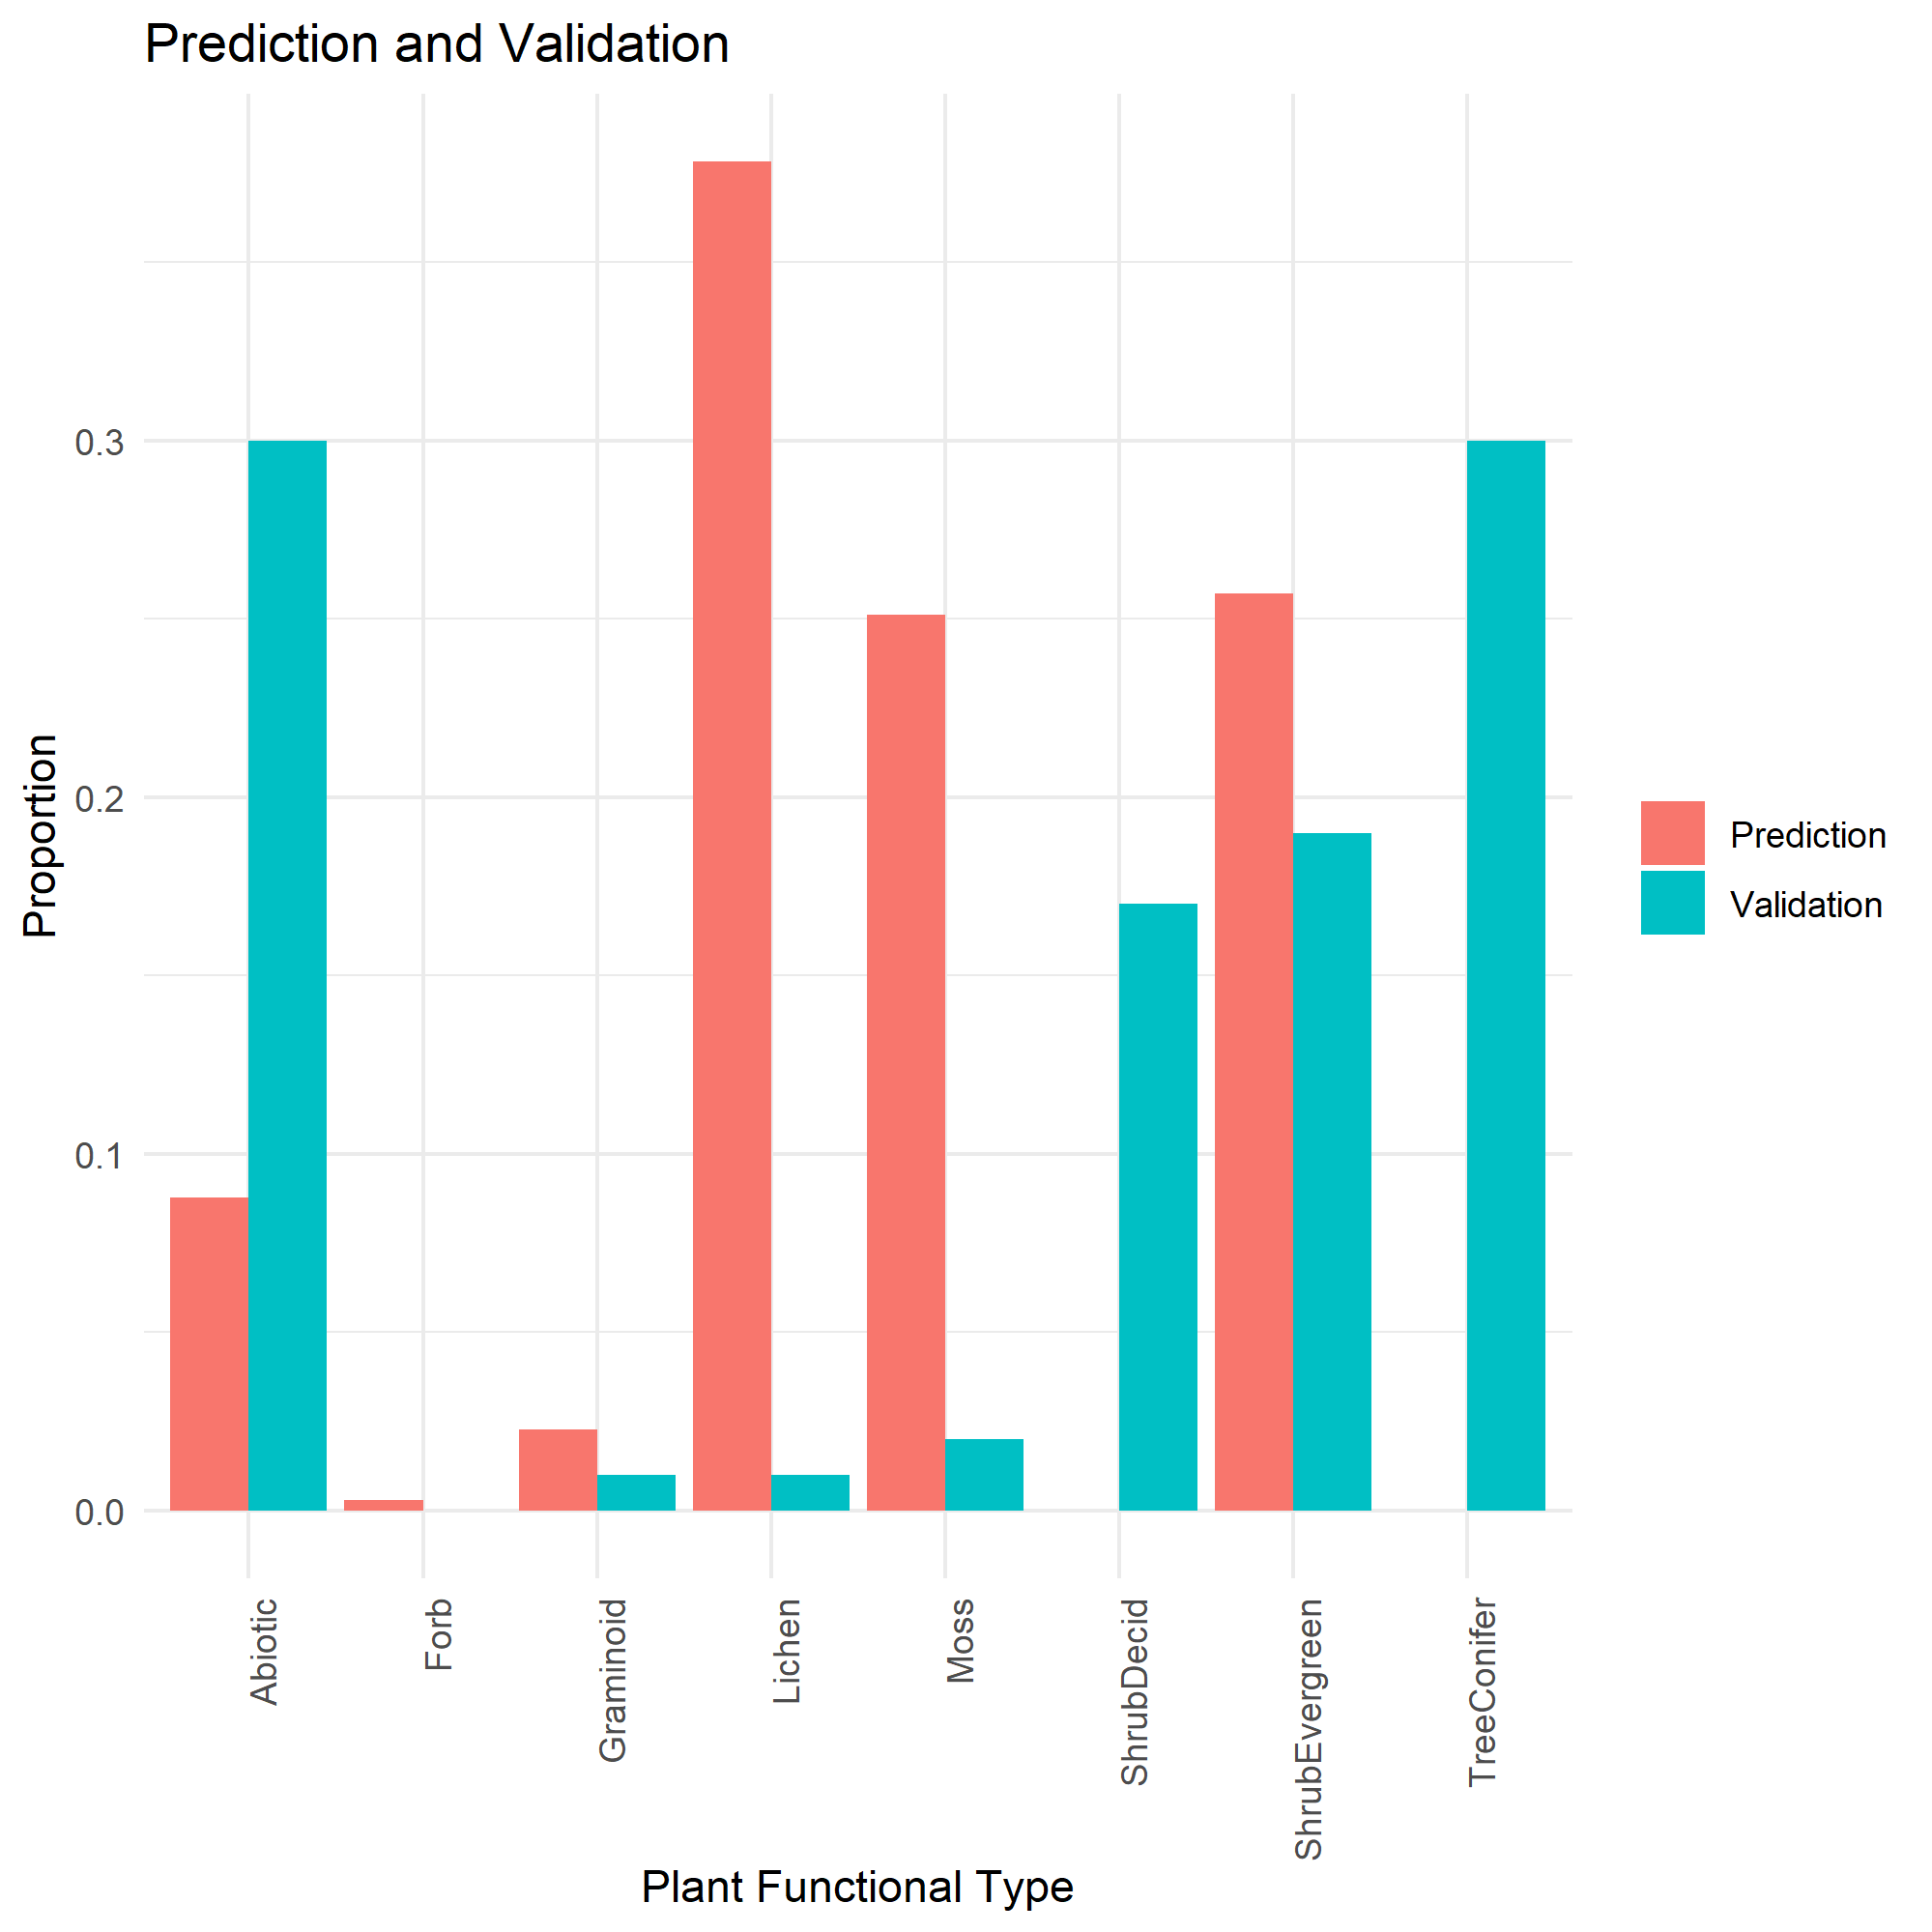 Prediction and Validation
Proportion
0.3
0.2
0.1
0.0
Abiotic
Forb
Graminoid
Lichen
Moss
ShrubDecid
ShrubEvergreen
TreeConifer
Plant Functional Type
Prediction
Validation